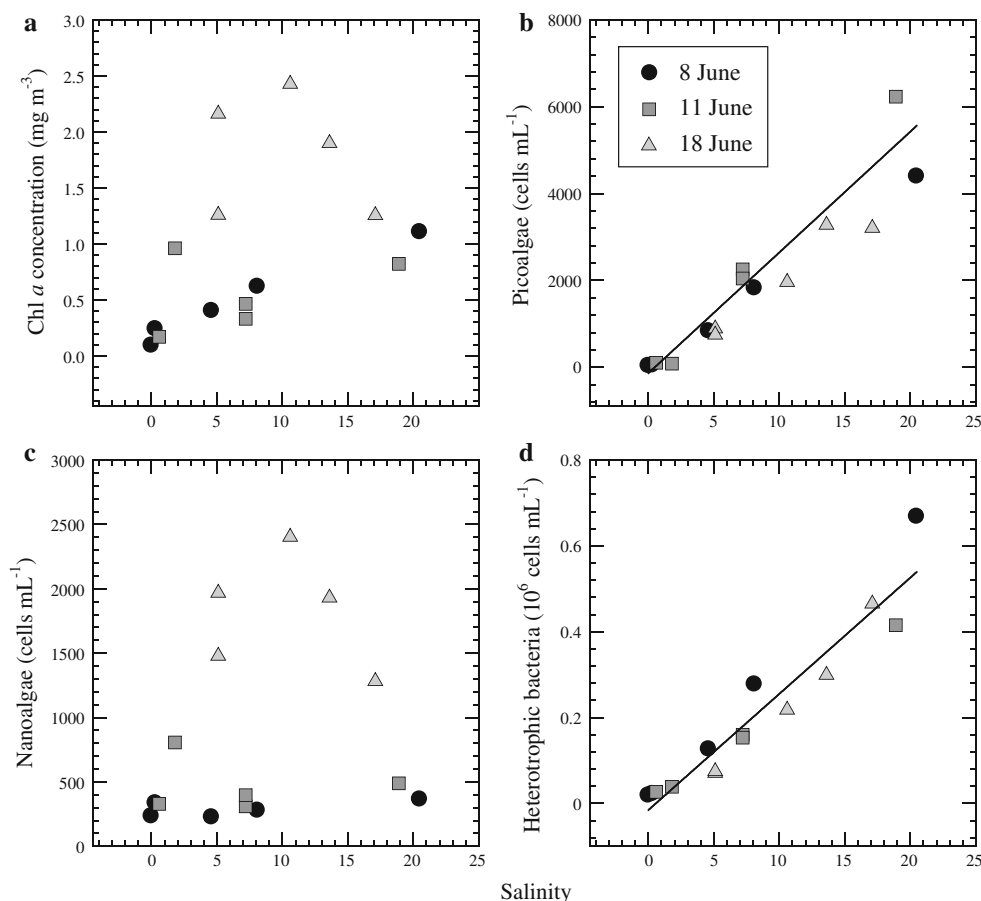 a
3.0
2.5
2.0
1.5
1.0
0.5
0.0
Chl a concentration (mg m⁻³)
0 5 10 15 20 25
b
8000
6000
4000
2000
0
Picoalgae (cells mL⁻¹)
8 June
11 June
18 June
0 5 10 15 20 25
c
3000
2500
2000
1500
1000
500
0
Nanoalgae (cells mL⁻¹)
0 5 10 15 20 25
d
0.8
0.6
0.4
0.2
0
Heterotrophic bacteria (10⁶ cells mL⁻¹)
0 5 10 15 20 25
Salinity